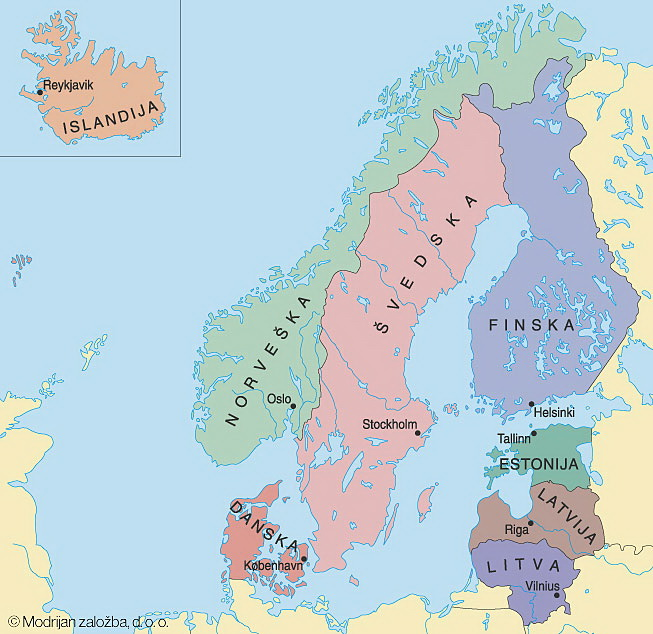 Reykjavik
ISLANDIJA
ŠVEDSKA
NORVEŠKA
FINSKA
Oslo
Helsinki
Stockholm
Tallinn
ESTONIJA
LATVIJA
DANSKA
Riga
København
LITVA
Vilnius
© Modrijan založba, d. o. o.